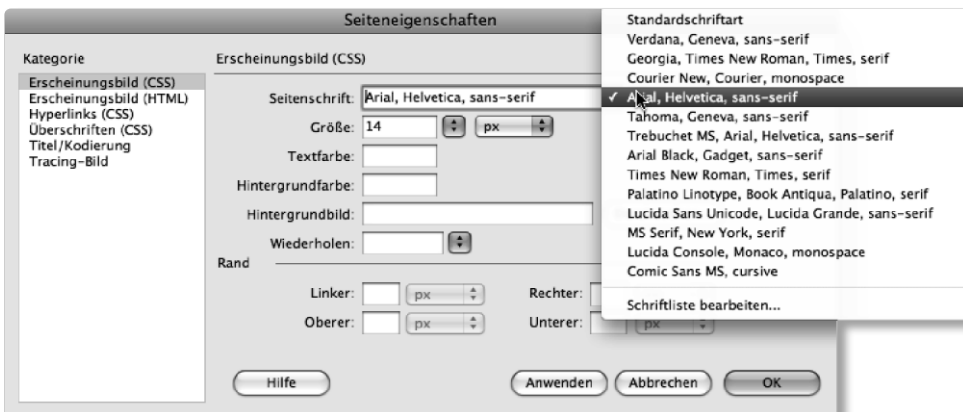 Seiteneigenschaften
Kategorie
Erscheinungsbild (CSS)
Erscheinungsbild (HTML)
Hyperlinks (CSS)
Überschriften (CSS)
Titel/Kodierung
Tracing-Bild
Erscheinungsbild (CSS)
Seitenschrift: Arial, Helvetica, sans-serif
Größe: 14 px
Textfarbe:
Hintergrundfarbe:
Hintergrundbild:
Wiederholen:
Rand
Linker: px Rechter:
Oberer: px Unterer: px
Hilfe Anwenden Abbrechen OK
Standardschriftart
Verdana, Geneva, sans-serif
Georgia, Times New Roman, Times, serif
Courier New, Courier, monospace
✓ Arial, Helvetica, sans-serif
Tahoma, Geneva, sans-serif
Trebuchet MS, Arial, Helvetica, sans-serif
Arial Black, Gadget, sans-serif
Times New Roman, Times, serif
Palatino Linotype, Book Antiqua, Palatino, serif
Lucida Sans Unicode, Lucida Grande, sans-serif
MS Serif, New York, serif
Lucida Console, Monaco, monospace
Comic Sans MS, cursive
Schriftliste bearbeiten...